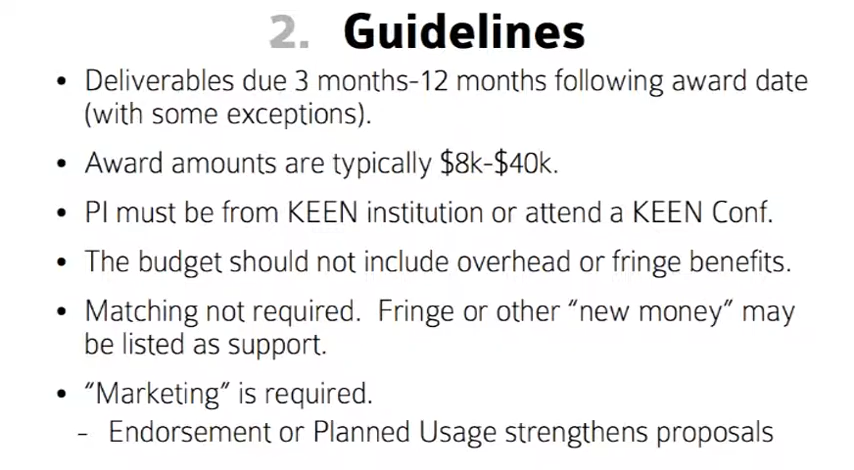 2. Guidelines
• Deliverables due 3 months-12 months following award date
(with some exceptions).
• Award amounts are typically $8k-$40k.
• PI must be from KEEN institution or attend a KEEN Conf.
• The budget should not include overhead or fringe benefits.
• Matching not required. Fringe or other “new money” may
be listed as support.
• “Marketing” is required.
– Endorsement or Planned Usage strengthens proposals